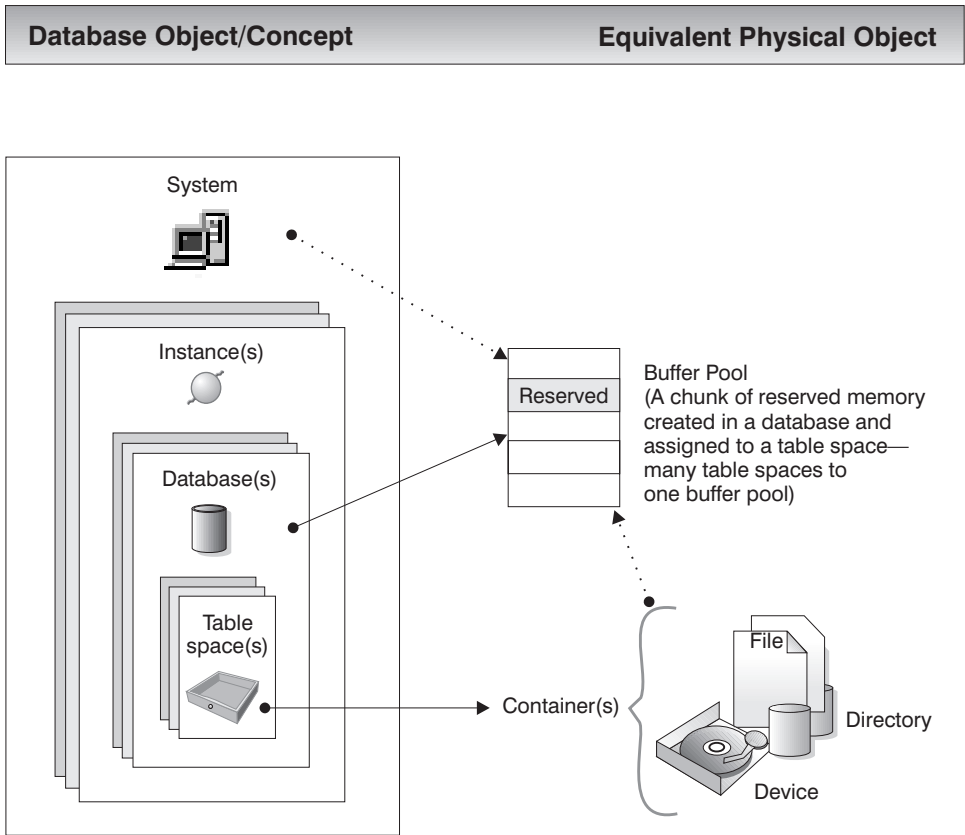 Database Object/Concept
Equivalent Physical Object
System
Instance(s)
Database(s)
Table
space(s)
Reserved
Buffer Pool
(A chunk of reserved memory
created in a database and
assigned to a table space—
many table spaces to
one buffer pool)
Container(s)
File
Directory
Device